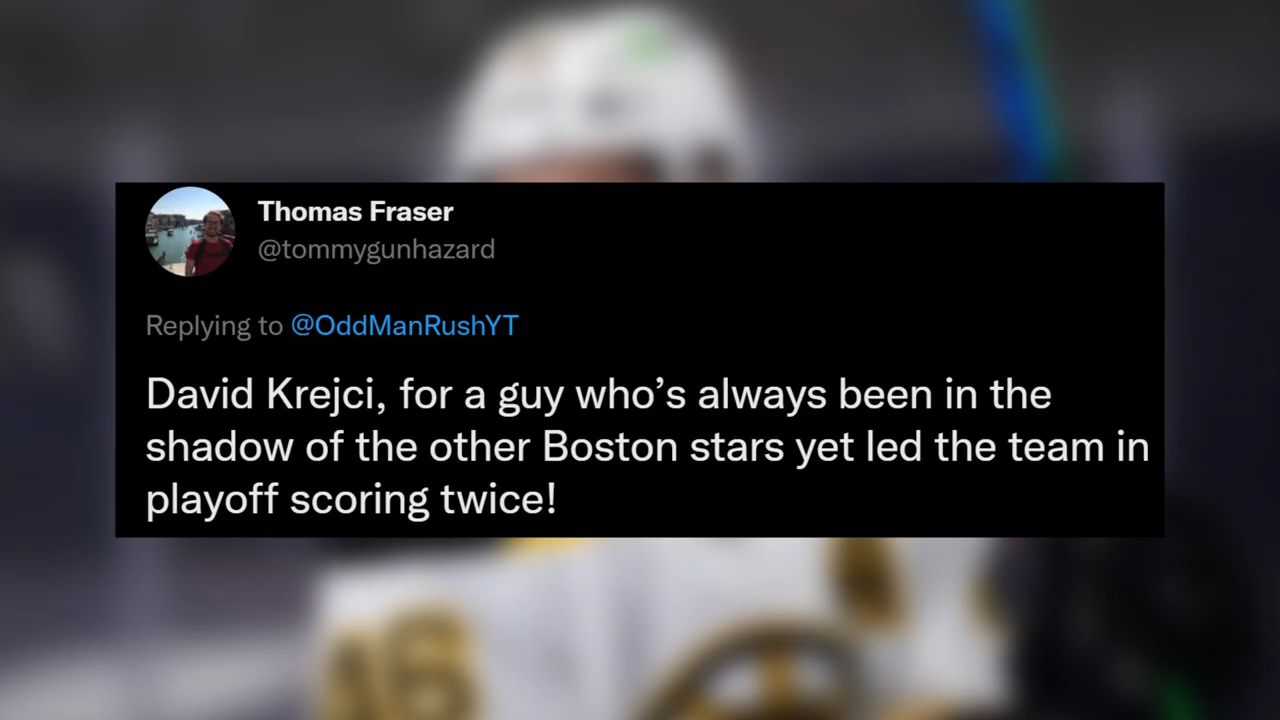 Thomas Fraser
@tommygunhazard
Replying to @OddManRushYT
David Krejci, for a guy who’s always been in the
shadow of the other Boston stars yet led the team in
playoff scoring twice!
46